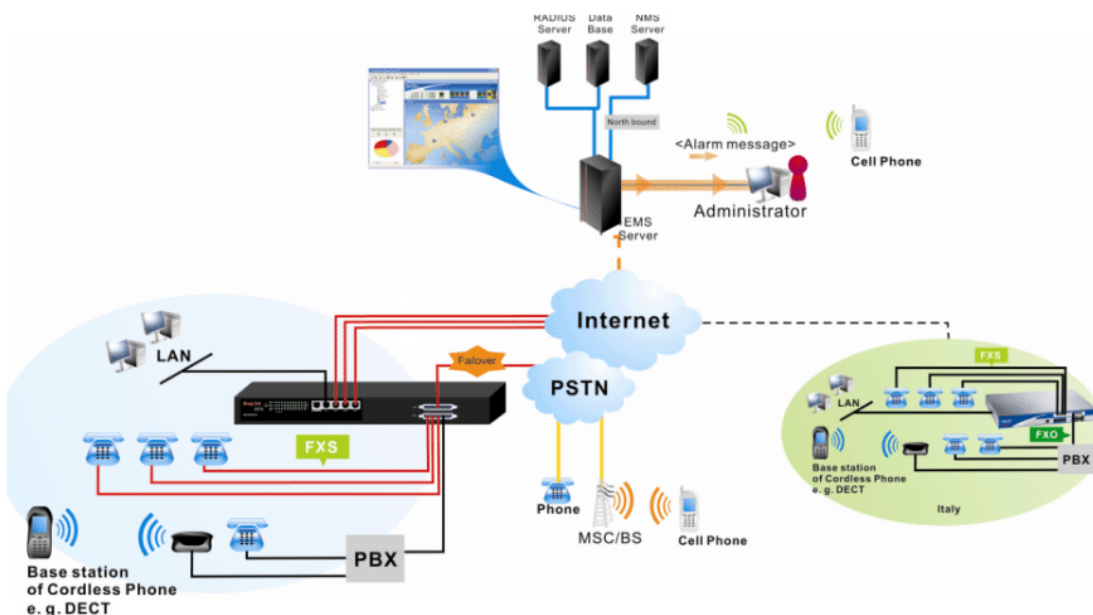 RADIUS
Server
Data
Base
NMS
Server
North bound
<Alarm message>
Cell Phone
Administrator
EMS
Server
Internet
LAN
Failover
PSTN
FXS
Phone
MSC/BS
Cell Phone
PBX
Base station
of Cordless Phone
e. g. DECT
FXS
LAN
FXO
PBX
Base station
of Cordless Phone
e. g. DECT
Italy